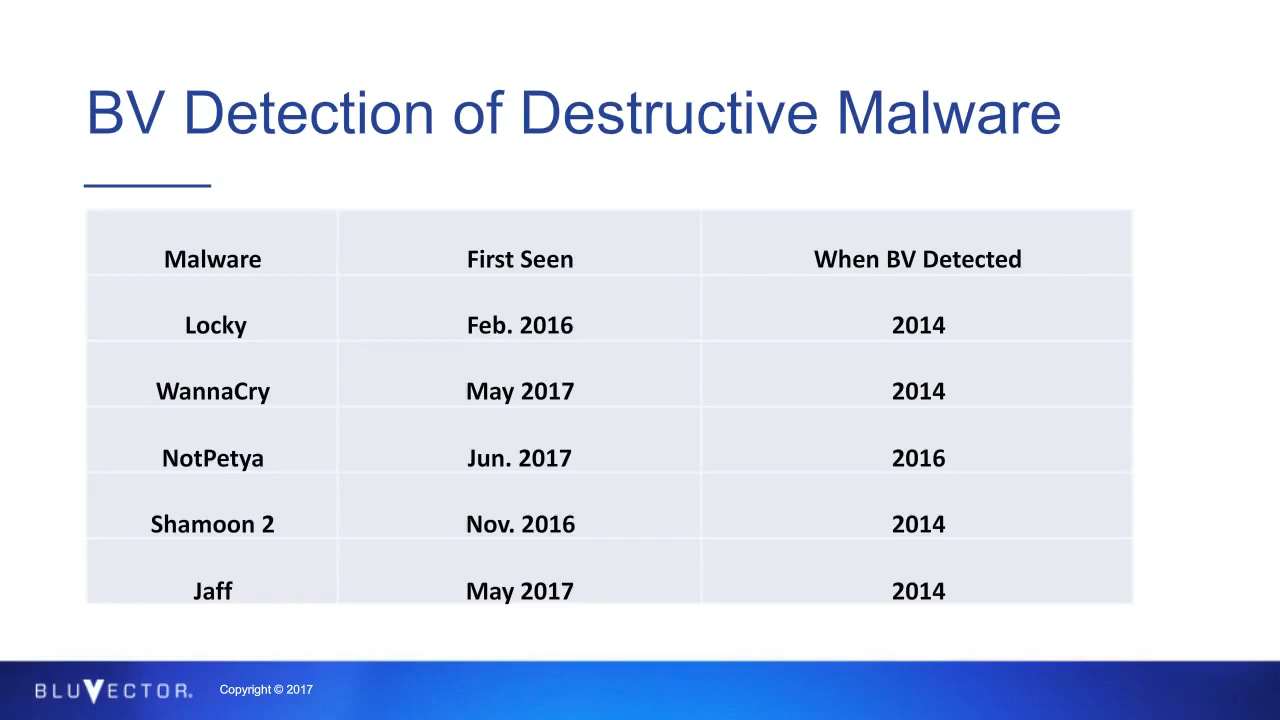 BV Detection of Destructive Malware
Malware First Seen When BV Detected
Locky Feb. 2016 2014
WannaCry May 2017 2014
NotPetya Jun. 2017 2016
Shamoon 2 Nov. 2016 2014
Jaff May 2017 2014
BLUVECTOR. Copyright © 2017